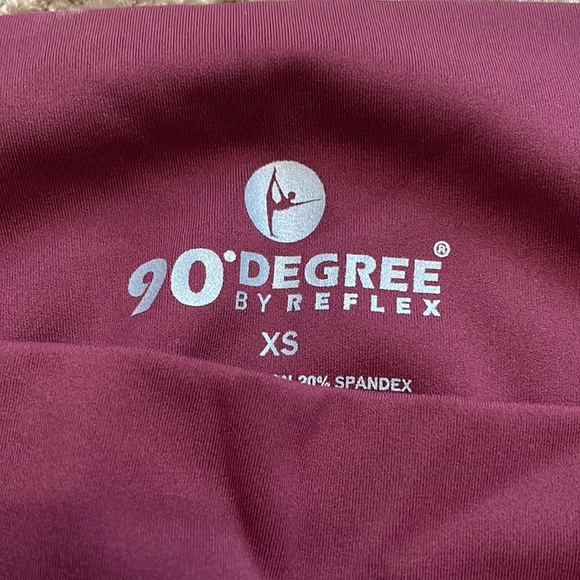 90° DEGREE®
BY REFLEX
XS
20% SPANDEX